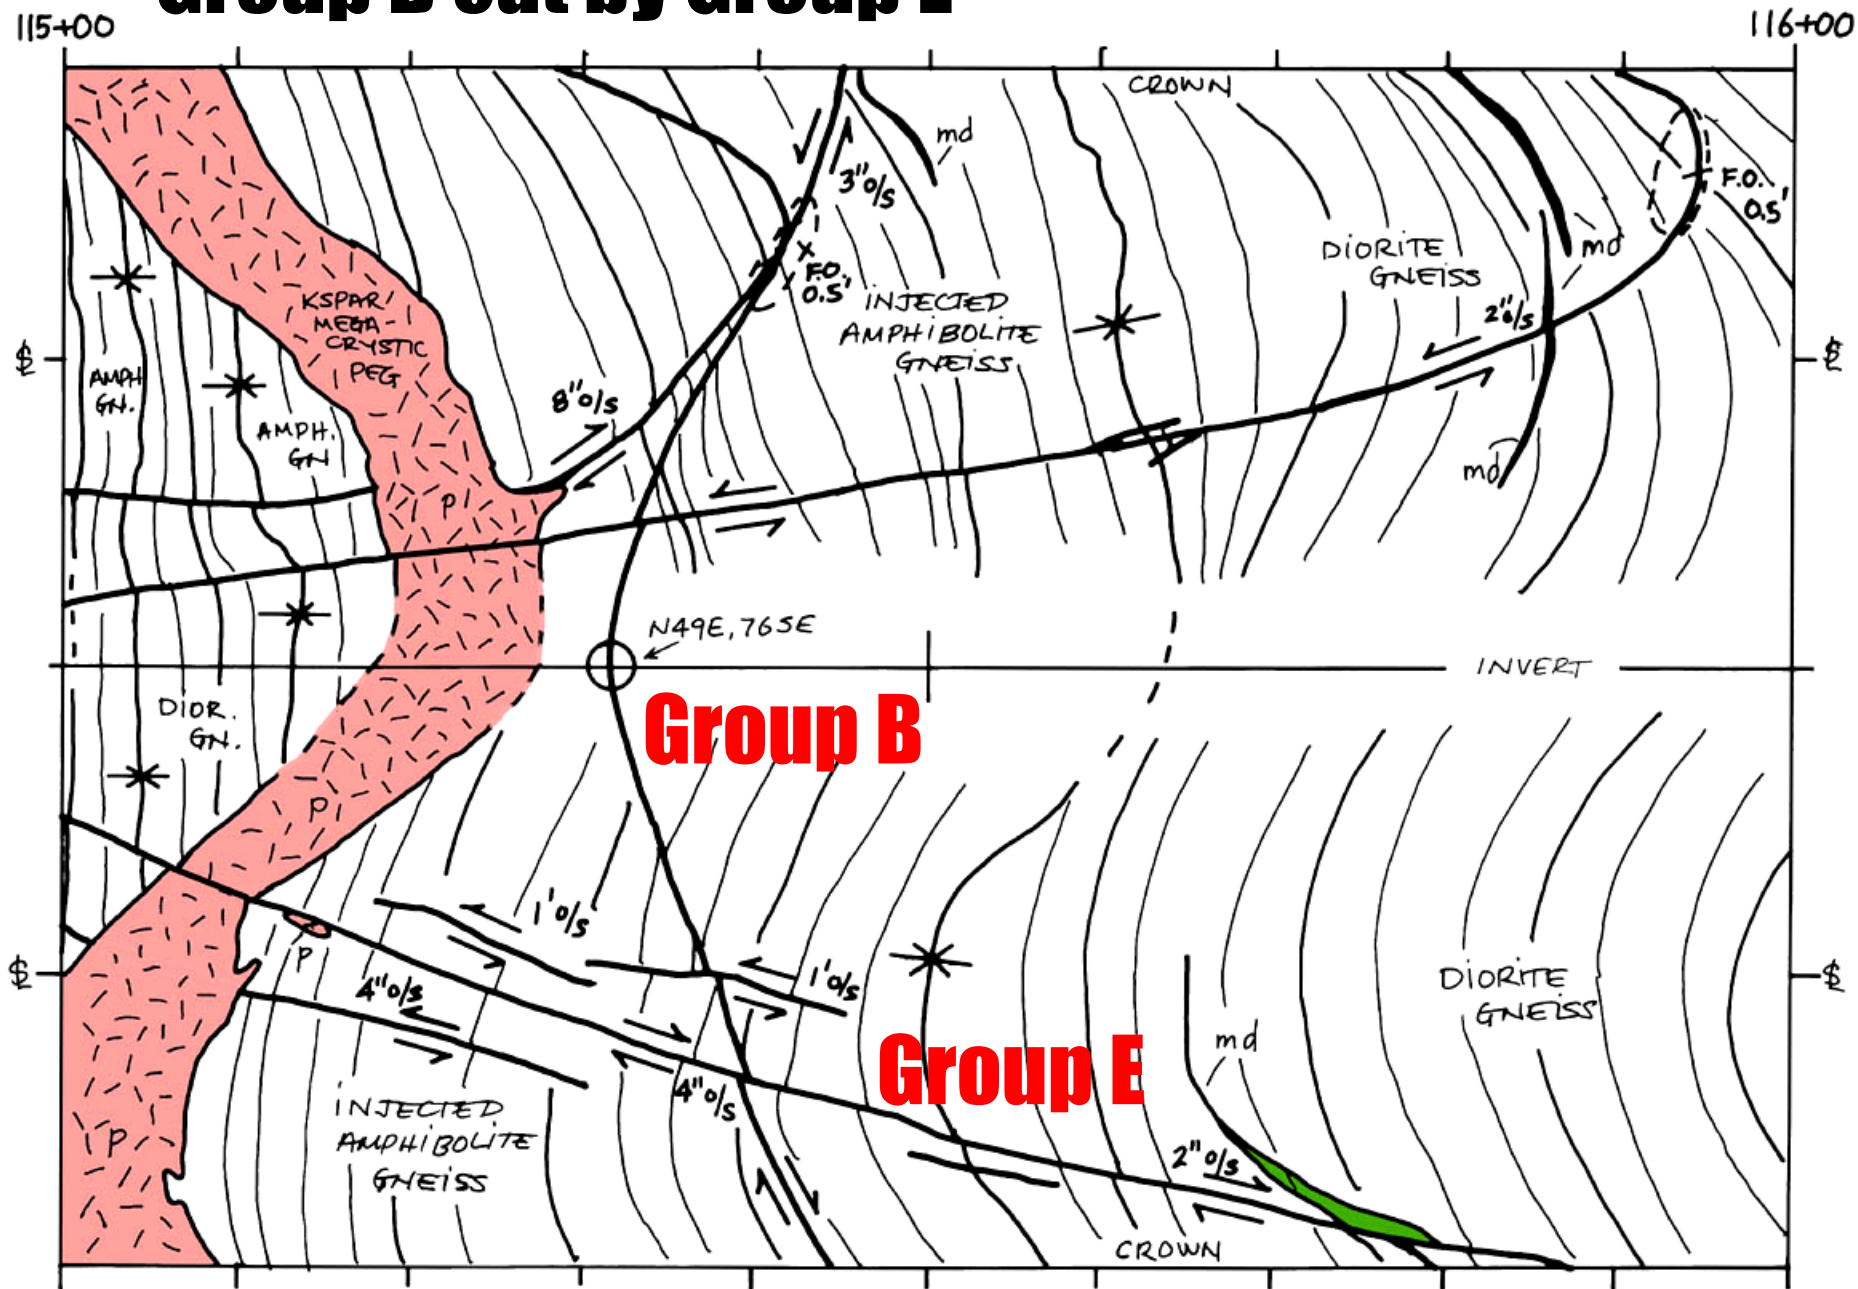 Group B cut by Group E
115+00
116+00
CROWN
md
3"o/s
F.O.
0.5'
F.O.
0.5'
md
DIORITE
GNEISS
2"o/s
KSPAR
MEGA-
CRYSTIC
PEG
INJECTED
AMPHIBOLITE
GNEISS
℄
℄
AMPH
GN.
8"o/s
AMPH.
GN
md
P
N49E, 76SE
INVERT
DIOR.
GN.
Group B
P
1'o/s
P
1'o/s
4"o/s
℄
℄
DIORITE
GNEISS
Group E
md
4"o/s
INJECTED
AMPHIBOLITE
GNEISS
P
2"o/s
CROWN